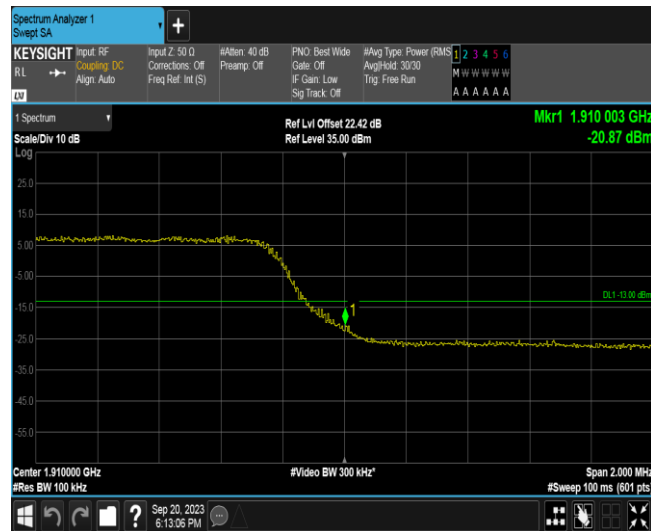 Spectrum Analyzer 1
Swept SA
KEYSIGHT
RL
LXI
Input: RF
Coupling: DC
Align: Auto
Input Z: 50 Ω
Corrections: Off
Freq Ref: Int (S)
#Atten: 40 dB
Preamp: Off
PNO: Best Wide
Gate: Off
IF Gain: Low
Sig Track: Off
#Avg Type: Power (RMS
Avg|Hold: 30/30
Trig: Free Run
1 2 3 4 5 6
M W W W W W
A A A A A A
1 Spectrum
Scale/Div 10 dB
Log
Ref Lvl Offset 22.42 dB
Ref Level 35.00 dBm
Mkr1 1.910 003 GHz
-20.87 dBm
25.0
15.0
5.00
-5.00
-15.0
-25.0
-35.0
-45.0
-55.0
DL1 -13.00 dBm
1
Center 1.910000 GHz
#Res BW 100 kHz
#Video BW 300 kHz*
Span 2.000 MHz
#Sweep 100 ms (601 pts)
?
Sep 20, 2023
6:13:06 PM